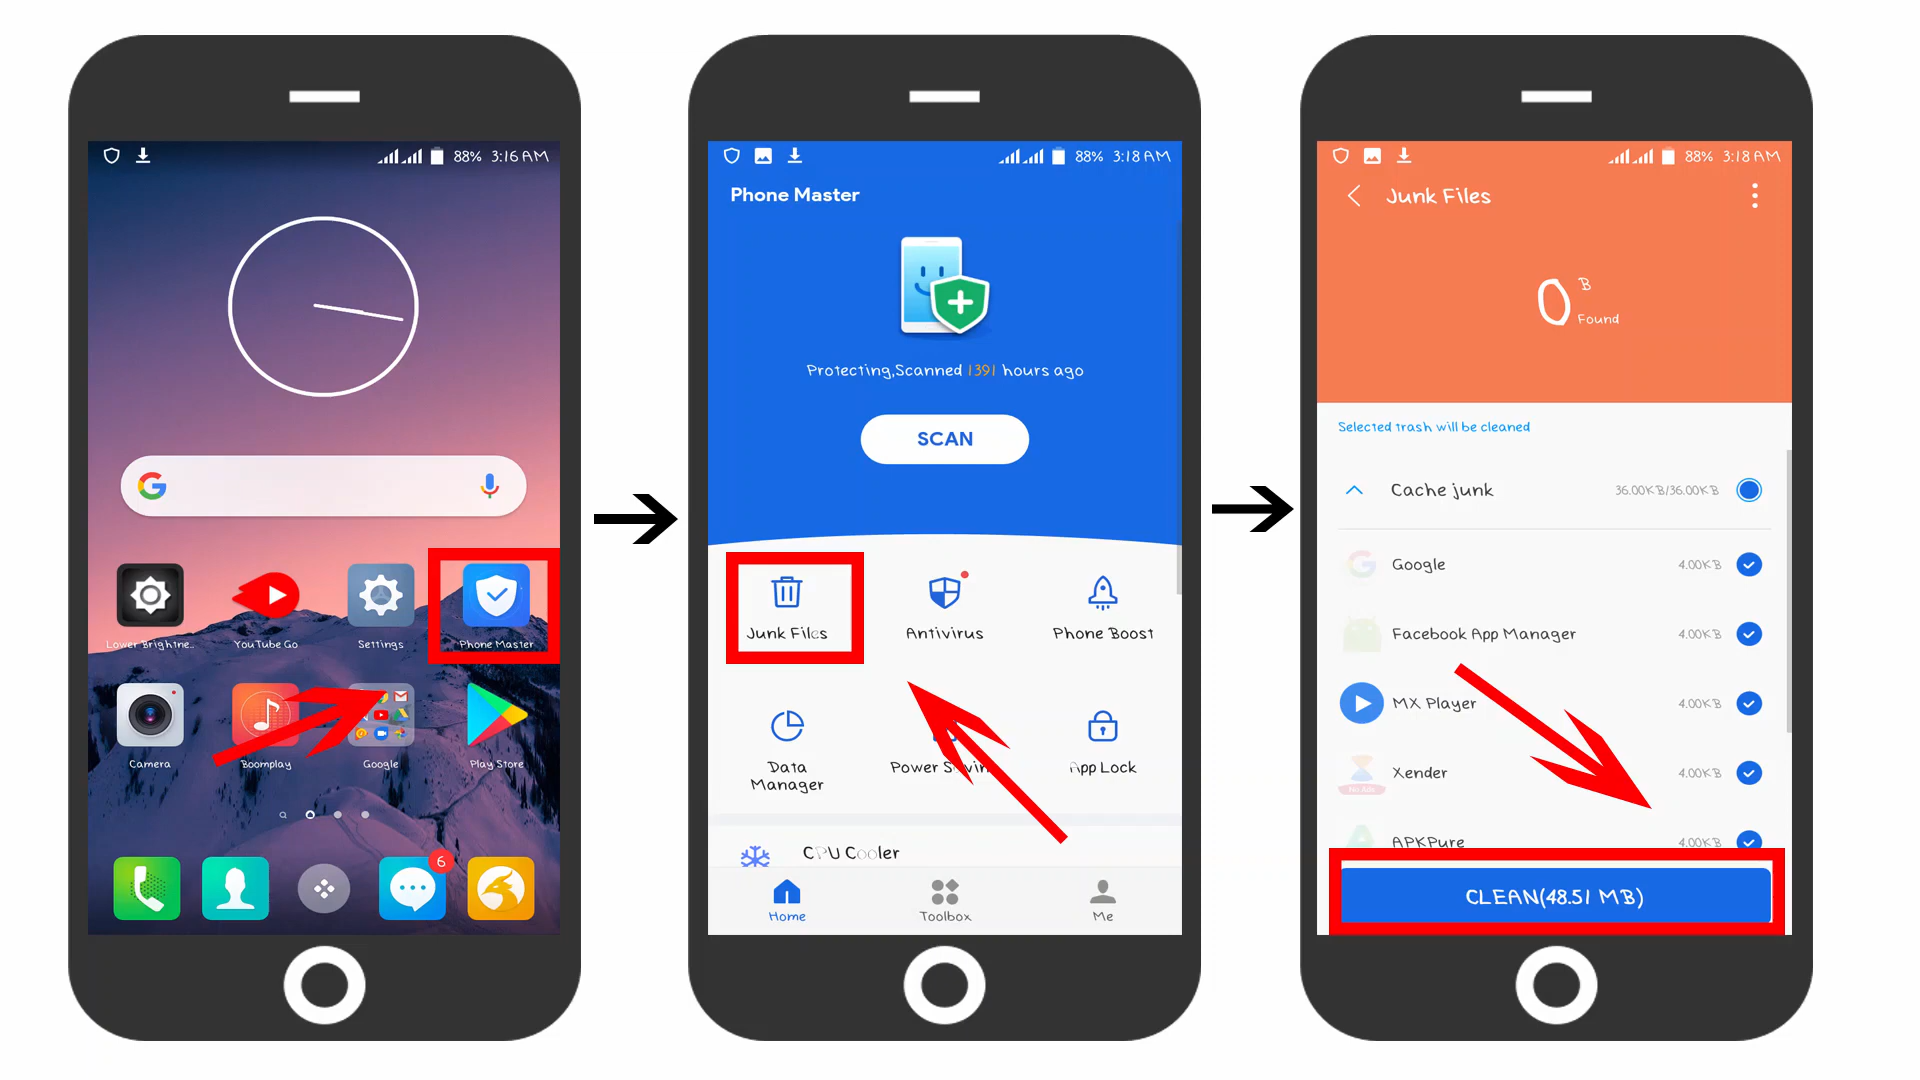 88% 3:16 AM
Lower Brightne..
YouTube Go
Settings
Phone Master
Camera
Boomplay
Google
Play Store
6
88% 3:18 AM
Phone Master
Protecting,Scanned 1391 hours ago
SCAN
Junk Files
Antivirus
Phone Boost
Data
Manager
Power Savin
App Lock
CPU Cooler
Home
Toolbox
Me
88% 3:18 AM
Junk Files
0 B
Found
Selected trash will be cleaned
Cache junk 36.00KB/36.00KB
Google 4.00KB
Facebook App Manager 4.00KB
MX Player 4.00KB
Xender 4.00KB
No Ads
APKPure 4.00KB
CLEAN(48.51 MB)